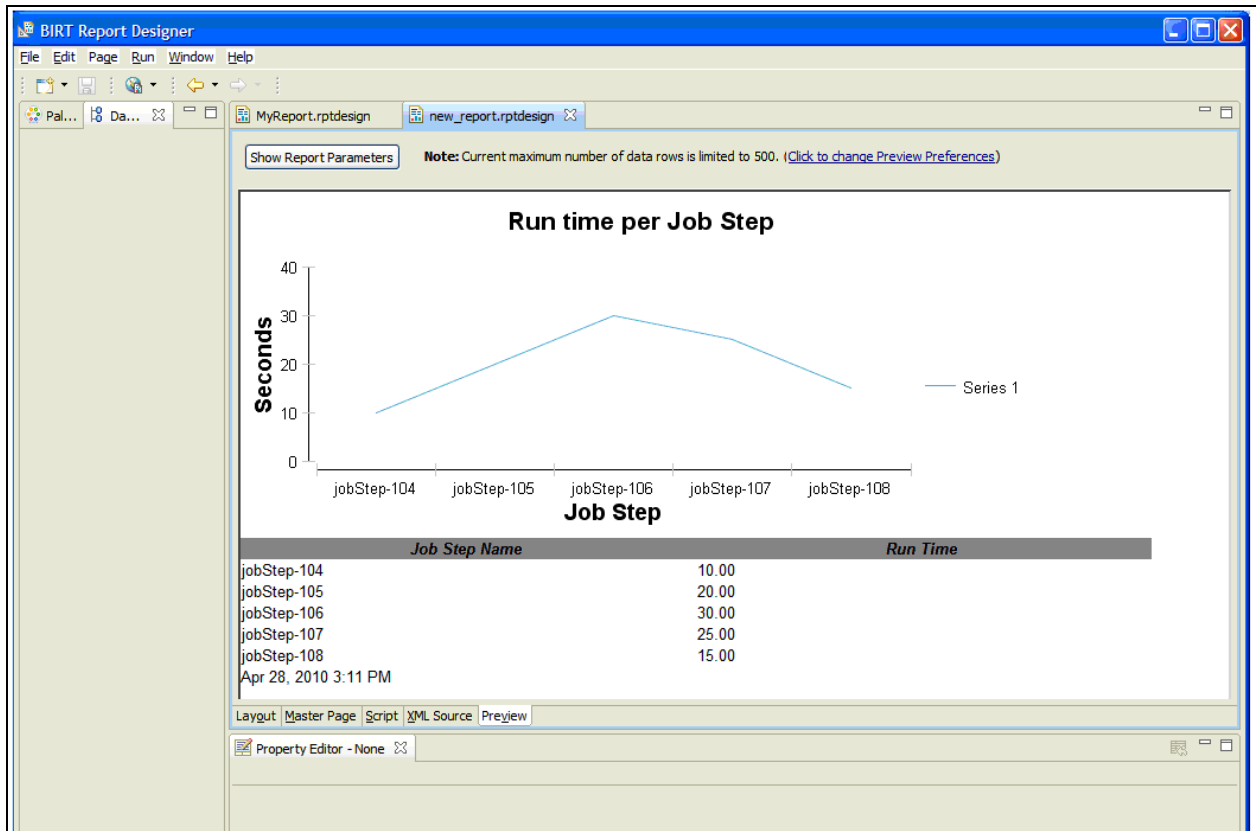 BIRT Report Designer
File Edit Page Run Window Help
Pal... Da...
MyReport.rptdesign new_report.rptdesign
Show Report Parameters Note: Current maximum number of data rows is limited to 500. (Click to change Preview Preferences)
Run time per Job Step
40
30
20
10
0
Seconds
Series 1
jobStep-104 jobStep-105 jobStep-106 jobStep-107 jobStep-108
Job Step
Job Step Name Run Time
jobStep-104 10.00
jobStep-105 20.00
jobStep-106 30.00
jobStep-107 25.00
jobStep-108 15.00
Apr 28, 2010 3:11 PM
Layout Master Page Script XML Source Preview
Property Editor - None